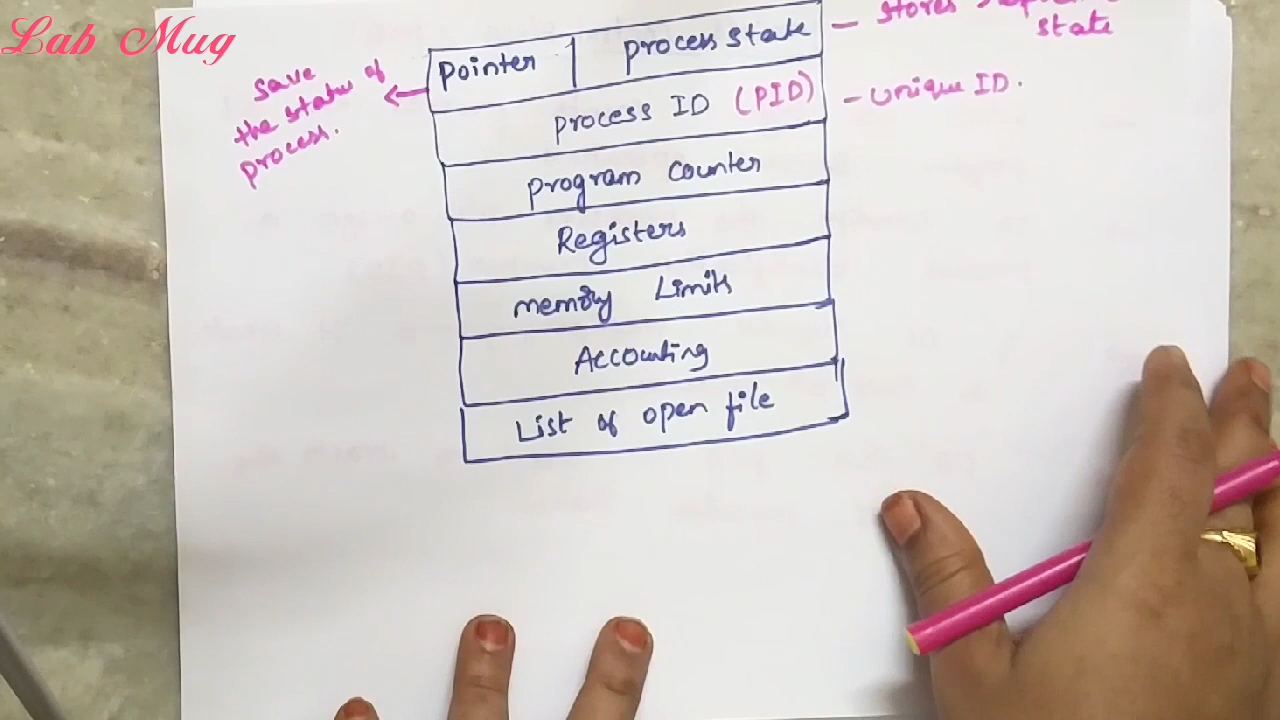 Lab Mug
stores
state
save
the status of
process.
pointer
process state
process ID (PID)
- unique ID.
program counter
Registers
memory Limits
Accounting
List of open file